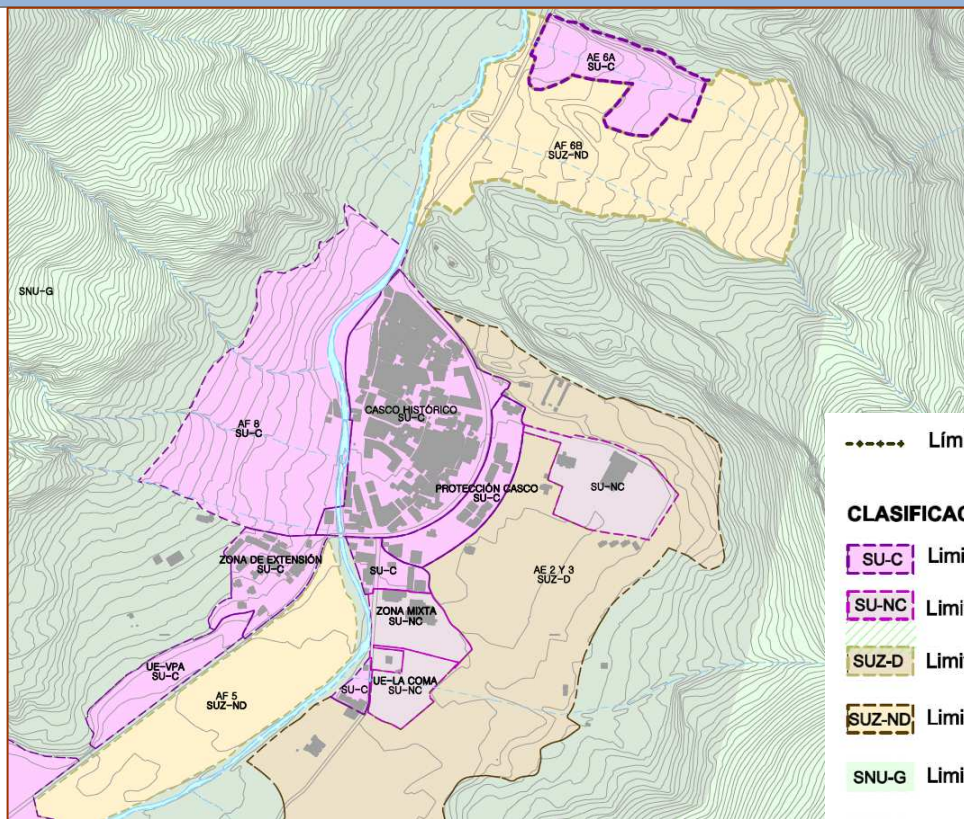 AE 6A
SU-C
AF 6B
SUZ-ND
SNU-G
CASCO HISTÓRICO
SU-C
AF 8
SU-C
PROTECCIÓN CASCO
SU-C
SU-NC
ZONA DE EXTENSIÓN
SU-C
SU-C
AE 2 Y 3
SUZ-D
ZONA MIXTA
SU-NC
UE-VPA
SU-C
UE-LA COMA
SU-NC
SU-C
AF 5
SUZ-ND
Lím
CLASIFICAC
SU-C Limi
SU-NC Limi
SUZ-D Limi
SUZ-ND Limi
SNU-G Limi